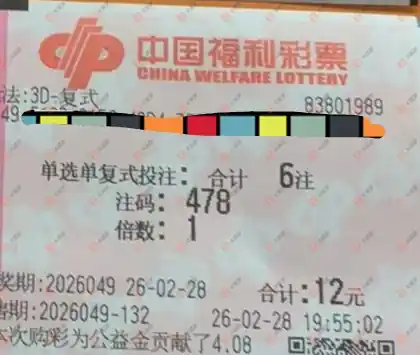 中国福利彩票
CHINA WELFARE LOTTERY
法:3D-复式
83801989
单选单复式投注: 合计 6注
注码: 478
倍数: 1
奖期:2026049 26-02-28 合计:12元
售期:2026049-132 26-02-28 19:55:02
本次购彩为公益金贡献了4.08